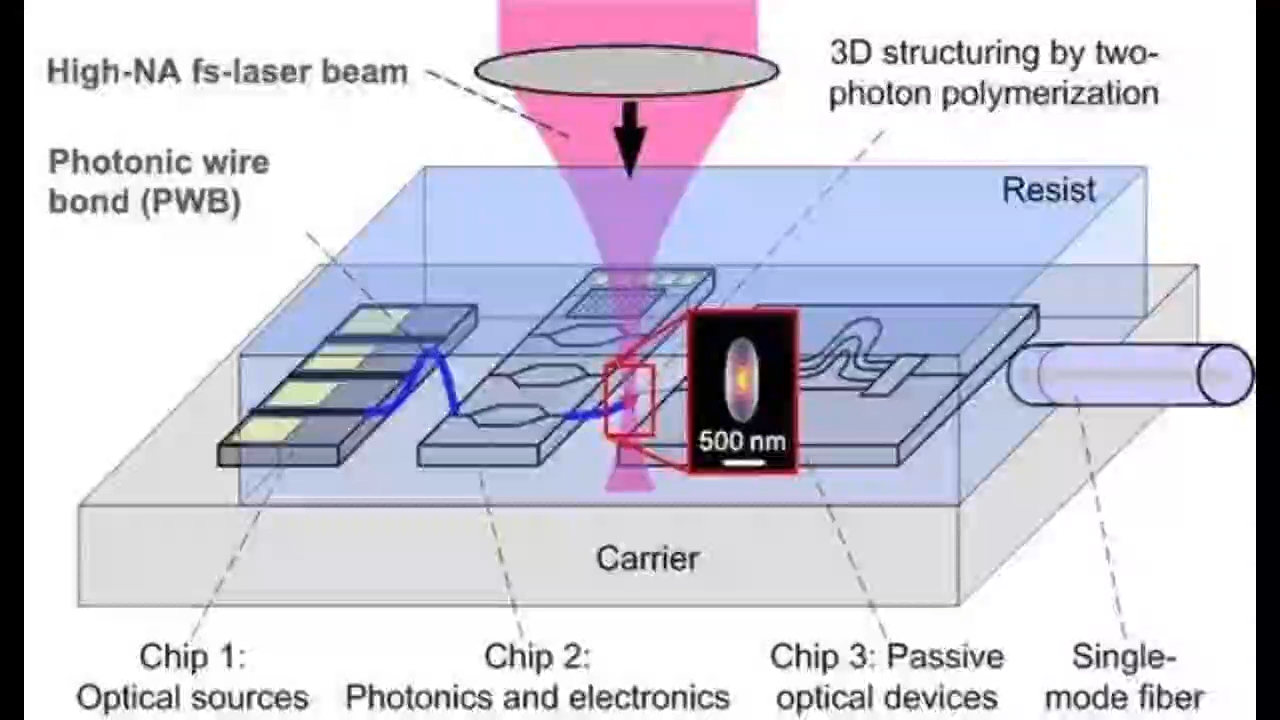 High-NA fs-laser beam
3D structuring by two-
photon polymerization
Photonic wire
bond (PWB)
Resist
500 nm
Carrier
Chip 1:
Optical sources
Chip 2:
Photonics and electronics
Chip 3: Passive
optical devices
Single-
mode fiber